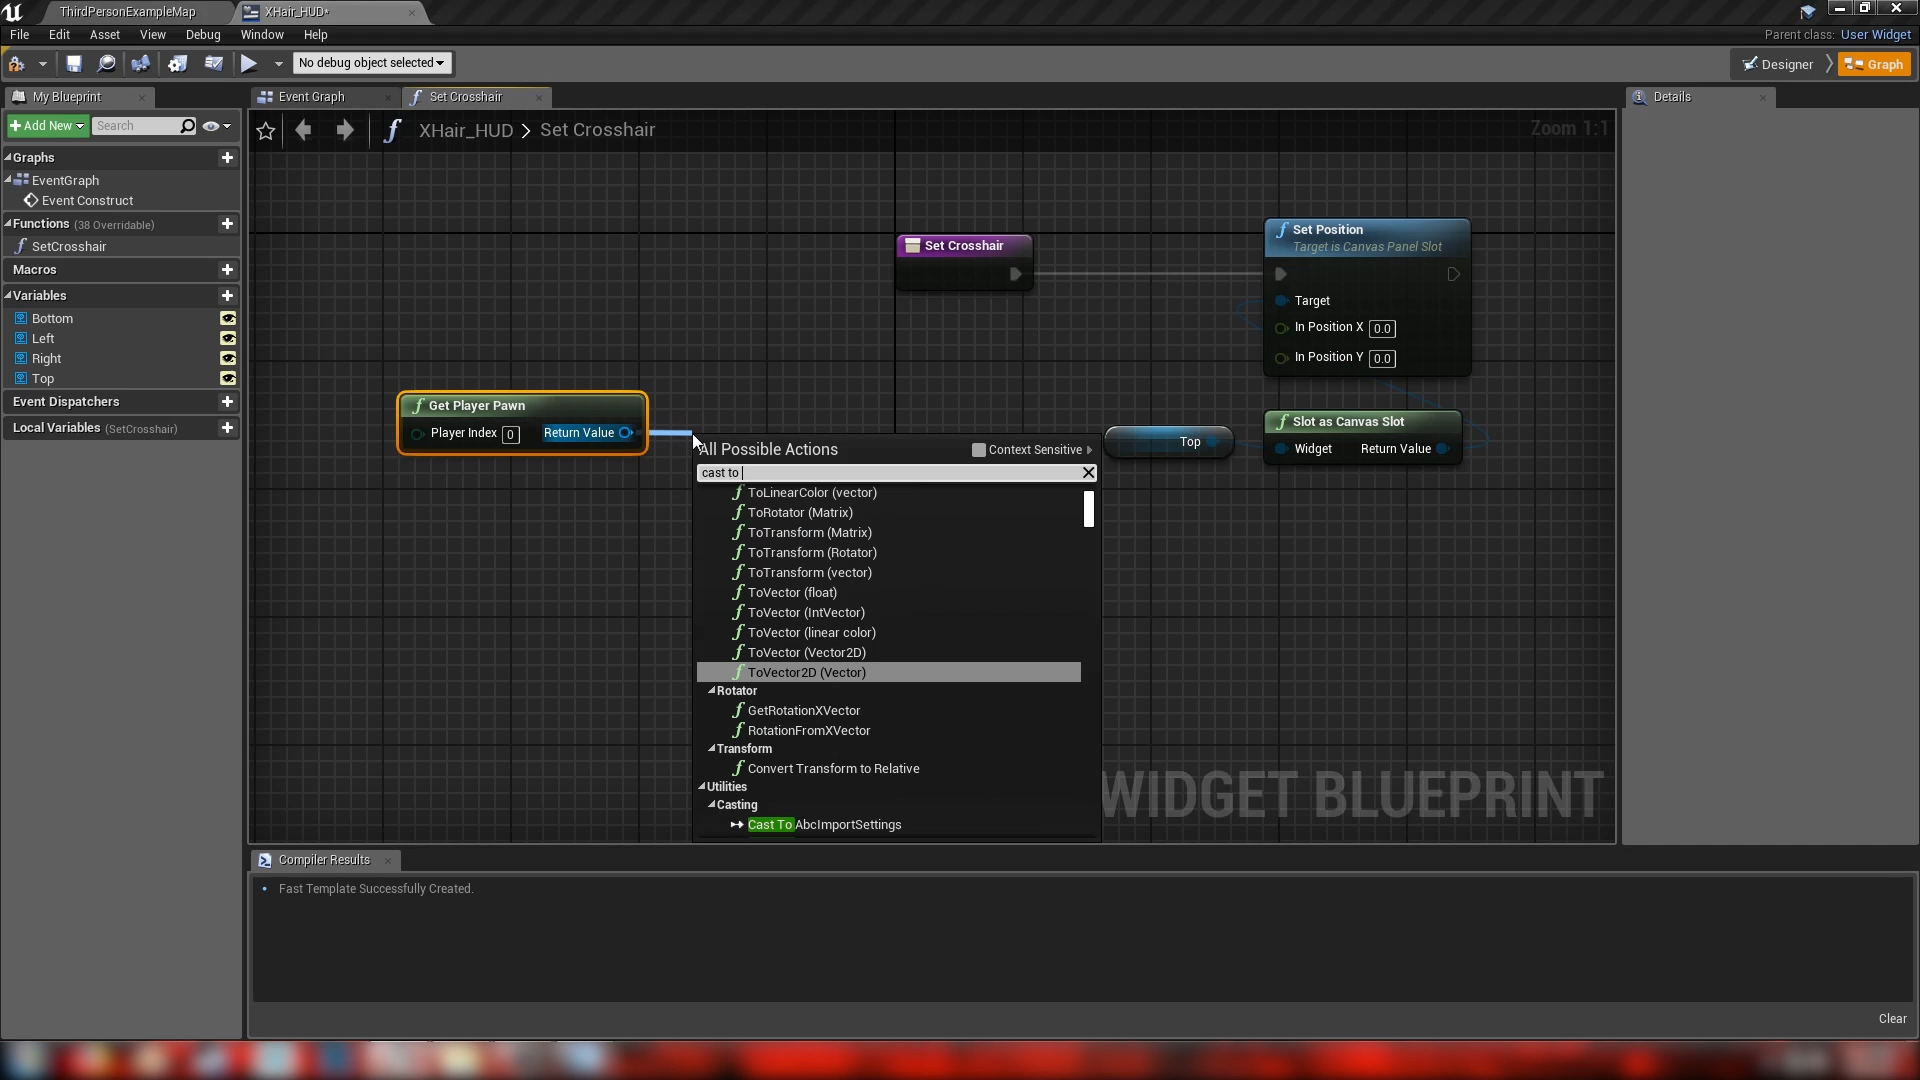 ThirdPersonExampleMap
XHair_HUD*
File Edit Asset View Debug Window Help
Parent class: User Widget
No debug object selected
Designer
Graph
My Blueprint
Add New
Search
Graphs
EventGraph
Event Construct
Functions (38 Overridable)
SetCrosshair
Macros
Variables
Bottom
Left
Right
Top
Event Dispatchers
Local Variables (SetCrosshair)
Event Graph
Set Crosshair
XHair_HUD > Set Crosshair
Zoom 1:1
Set Crosshair
Set Position
Target is Canvas Panel Slot
Target
In Position X 0.0
In Position Y 0.0
Get Player Pawn
Player Index 0
Return Value
Top
Slot as Canvas Slot
Widget
Return Value
All Possible Actions
Context Sensitive
cast to
ToLinearColor (vector)
ToRotator (Matrix)
ToTransform (Matrix)
ToTransform (Rotator)
ToTransform (vector)
ToVector (float)
ToVector (IntVector)
ToVector (linear color)
ToVector (Vector2D)
ToVector2D (Vector)
Rotator
GetRotationXVector
RotationFromXVector
Transform
Convert Transform to Relative
Utilities
Casting
Cast To AbcImportSettings
WIDGET BLUEPRINT
Details
Compiler Results
Fast Template Successfully Created.
Clear